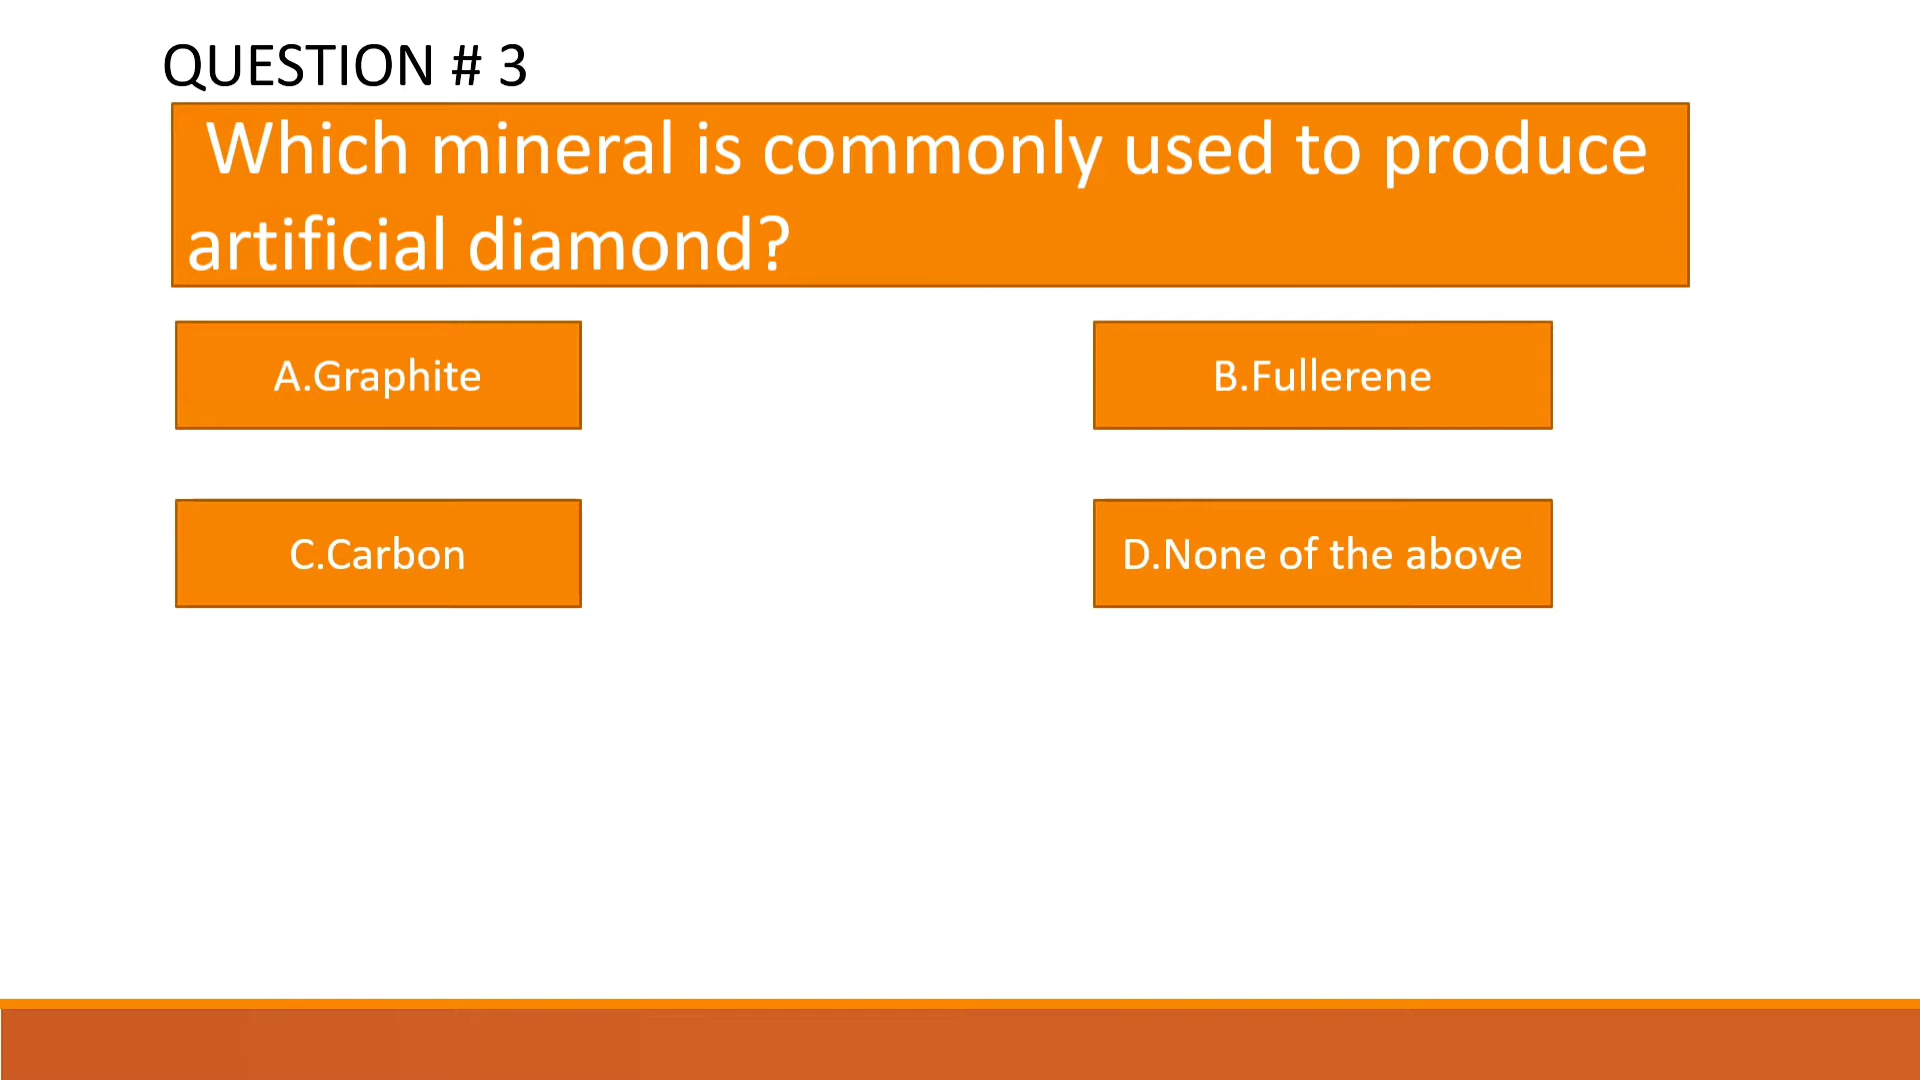 QUESTION # 3
Which mineral is commonly used to produce
artificial diamond?
A.Graphite
B.Fullerene
C.Carbon
D.None of the above